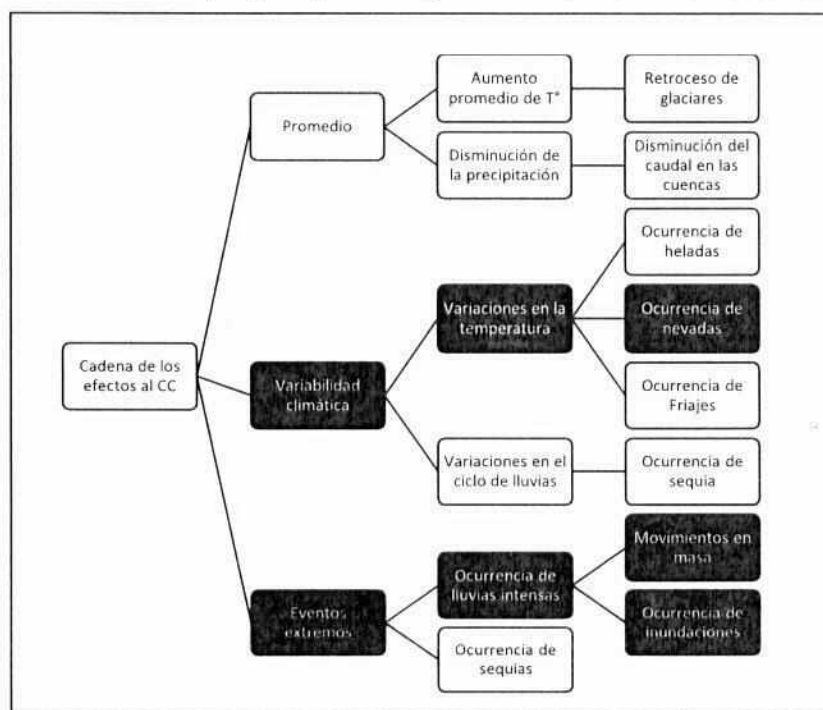 Aumento
promedio de T°
Retroceso de
glaciares
Promedio
Disminución de
la precipitación
Disminución del
caudal en las
cuencas
Ocurrencia de
heladas
Variaciones en la
temperatura
Ocurrencia de
nevadas
Cadena de los
efectos al CC
Variabilidad
climática
Ocurrencia de
Friajes
Variaciones en el
ciclo de lluvias
Ocurrencia de
sequia
Movimientos en
masa
Ocurrencia de
lluvias intensas
Eventos
extremos
Ocurrencia de
inundaciones
Ocurrencia de
sequias